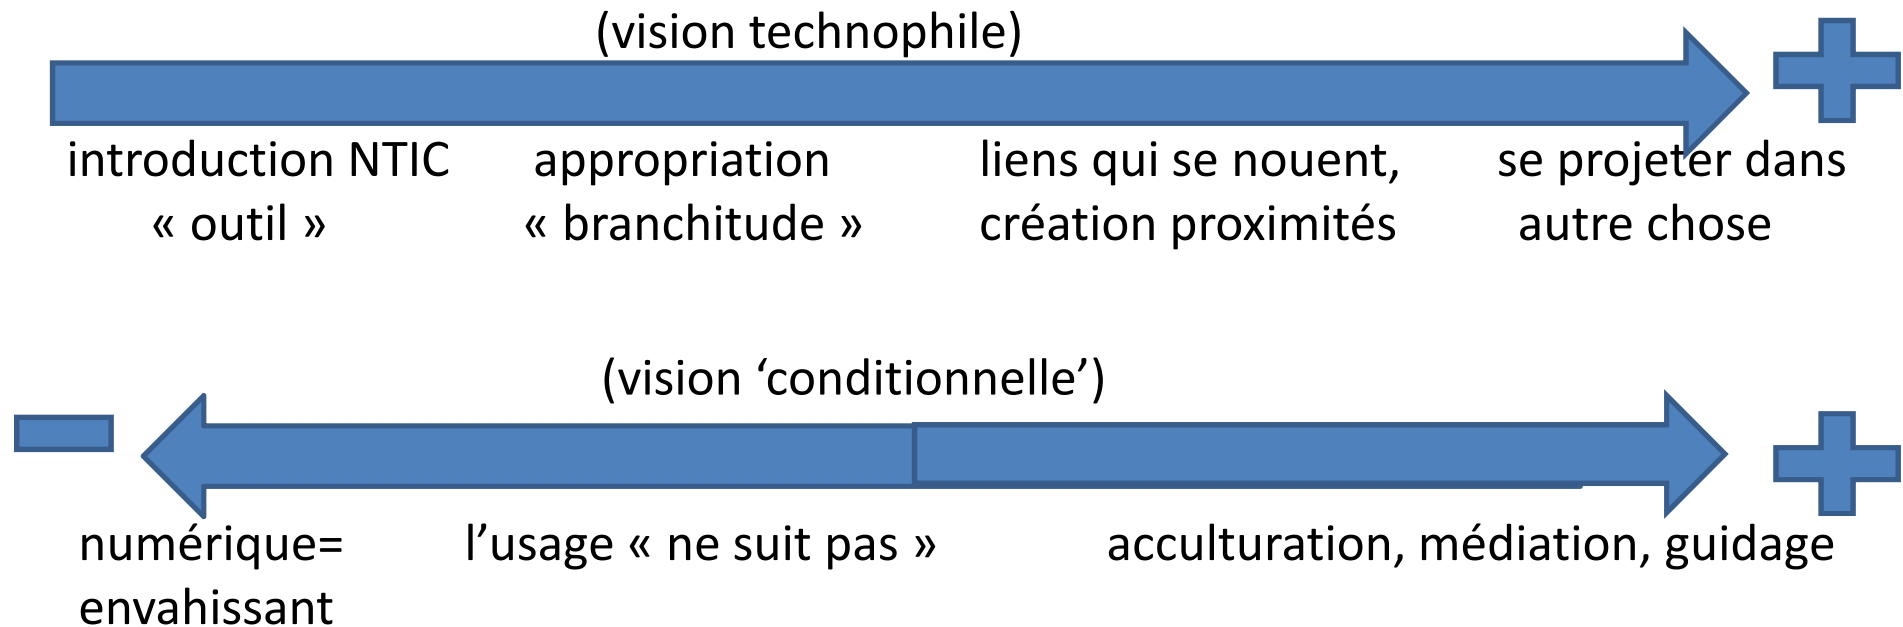 (vision technophile)
introduction NTIC
« outil »
appropriation
« branchitude »
liens qui se nouent,
création proximités
se projeter dans
autre chose
(vision ‘conditionnelle’)
numérique=
envahissant
l’usage « ne suit pas »
acculturation, médiation, guidage